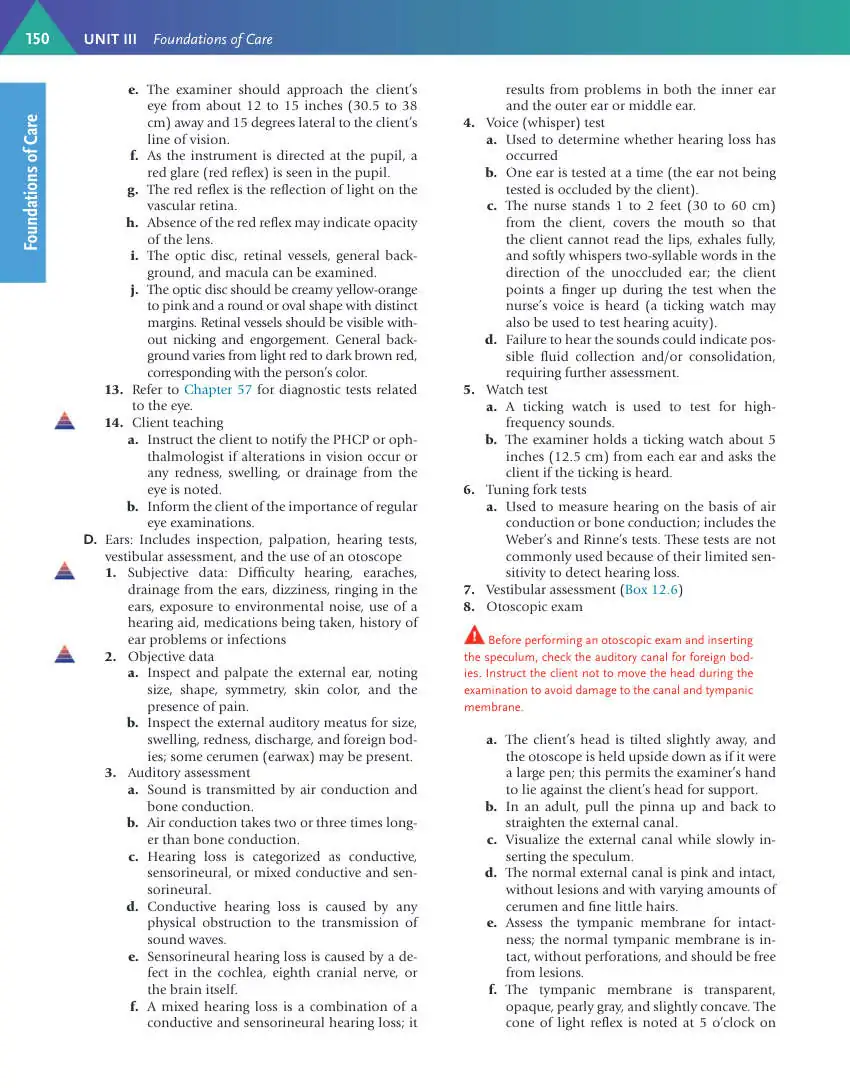 150 UNIT III Foundations of Care
Foundations of Care
e. The examiner should approach the client's
eye from about 12 to 15 inches (30.5 to 38
cm) away and 15 degrees lateral to the client's
line of vision.
f. As the instrument is directed at the pupil, a
red glare (red reflex) is seen in the pupil.
g. The red reflex is the reflection of light on the
vascular retina.
h. Absence of the red reflex may indicate opacity
of the lens.
i. The optic disc, retinal vessels, general back-
ground, and macula can be examined.
j. The optic disc should be creamy yellow-orange
to pink and a round or oval shape with distinct
margins. Retinal vessels should be visible with-
out nicking and engorgement. General back-
ground varies from light red to dark brown red,
corresponding with the person's color.
13. Refer to Chapter 57 for diagnostic tests related
to the eye.
14. Client teaching
a. Instruct the client to notify the PHCP or oph-
thalmologist if alterations in vision occur or
any redness, swelling, or drainage from the
eye is noted.
b. Inform the client of the importance of regular
eye examinations.
D. Ears: Includes inspection, palpation, hearing tests,
vestibular assessment, and the use of an otoscope
1. Subjective data: Difficulty hearing, earaches,
drainage from the ears, dizziness, ringing in the
ears, exposure to environmental noise, use of a
hearing aid, medications being taken, history of
ear problems or infections
2. Objective data
a. Inspect and palpate the external ear, noting
size, shape, symmetry, skin color, and the
presence of pain.
b. Inspect the external auditory meatus for size,
swelling, redness, discharge, and foreign bod-
ies; some cerumen (earwax) may be present.
3. Auditory assessment
a. Sound is transmitted by air conduction and
bone conduction.
b. Air conduction takes two or three times long-
er than bone conduction.
c. Hearing loss is categorized as conductive,
sensorineural, or mixed conductive and sen-
sorineural.
d. Conductive hearing loss is caused by any
physical obstruction to the transmission of
sound waves.
e. Sensorineural hearing loss is caused by a de-
fect in the cochlea, eighth cranial nerve, or
the brain itself.
f. A mixed hearing loss is a combination of a
conductive and sensorineural hearing loss; it
results from problems in both the inner ear
and the outer ear or middle ear.
4. Voice (whisper) test
a. Used to determine whether hearing loss has
occurred
b. One ear is tested at a time (the ear not being
tested is occluded by the client).
c. The nurse stands 1 to 2 feet (30 to 60 cm)
from the client, covers the mouth so that
the client cannot read the lips, exhales fully,
and softly whispers two-syllable words in the
direction of the unoccluded ear; the client
points a finger up during the test when the
nurse's voice is heard (a ticking watch may
also be used to test hearing acuity).
d. Failure to hear the sounds could indicate pos-
sible fluid collection and/or consolidation,
requiring further assessment.
5. Watch test
a. A ticking watch is used to test for high-
frequency sounds.
b. The examiner holds a ticking watch about 5
inches (12.5 cm) from each ear and asks the
client if the ticking is heard.
6. Tuning fork tests
a. Used to measure hearing on the basis of air
conduction or bone conduction; includes the
Weber's and Rinne's tests. These tests are not
commonly used because of their limited sen-
sitivity to detect hearing loss.
7. Vestibular assessment (Box 12.6)
8. Otoscopic exam
Before performing an otoscopic exam and inserting
the speculum, check the auditory canal for foreign bod-
ies. Instruct the client not to move the head during the
examination to avoid damage to the canal and tympanic
membrane.
a. The client's head is tilted slightly away, and
the otoscope is held upside down as if it were
a large pen; this permits the examiner's hand
to lie against the client's head for support.
b. In an adult, pull the pinna up and back to
straighten the external canal.
c. Visualize the external canal while slowly in-
serting the speculum.
d. The normal external canal is pink and intact,
without lesions and with varying amounts of
cerumen and fine little hairs.
e. Assess the tympanic membrane for intact-
ness; the normal tympanic membrane is in-
tact, without perforations, and should be free
from lesions.
f. The tympanic membrane is transparent,
opaque, pearly gray, and slightly concave. The
cone of light reflex is noted at 5 o'clock on